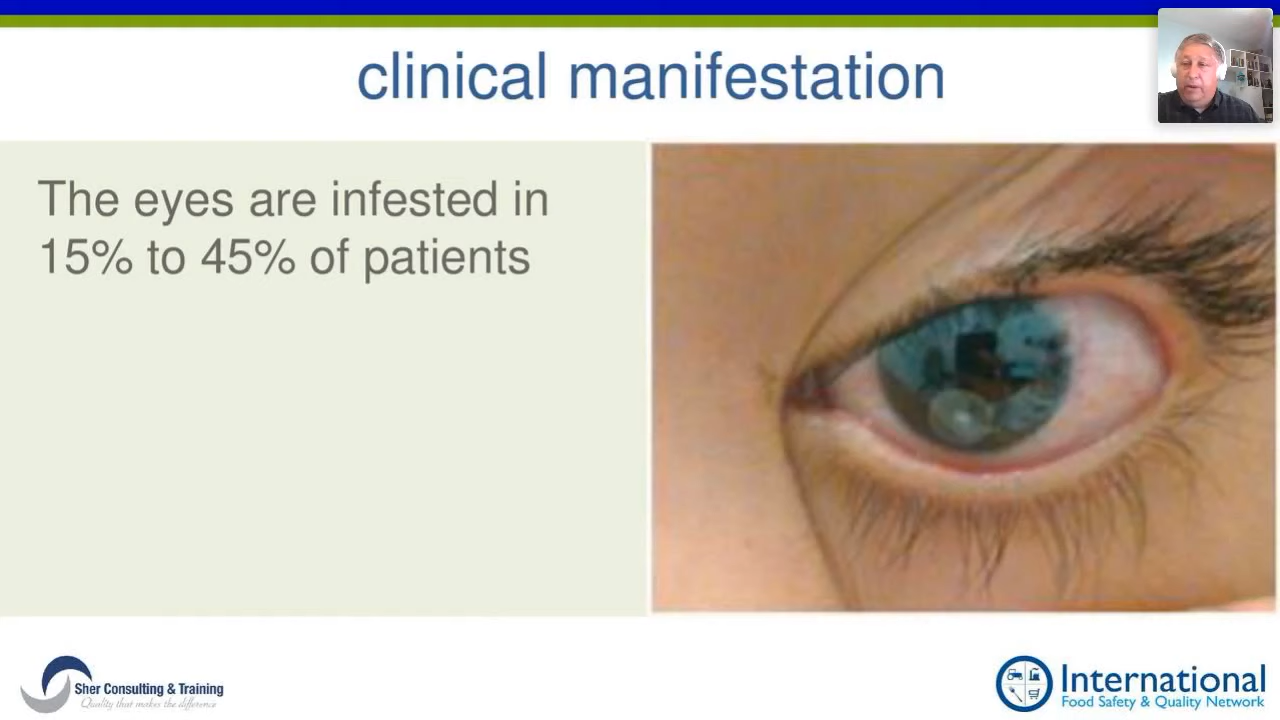 clinical manifestation
The eyes are infested in
15% to 45% of patients
Sher Consulting & Training
Quality that makes the difference
International
Food Safety & Quality Network